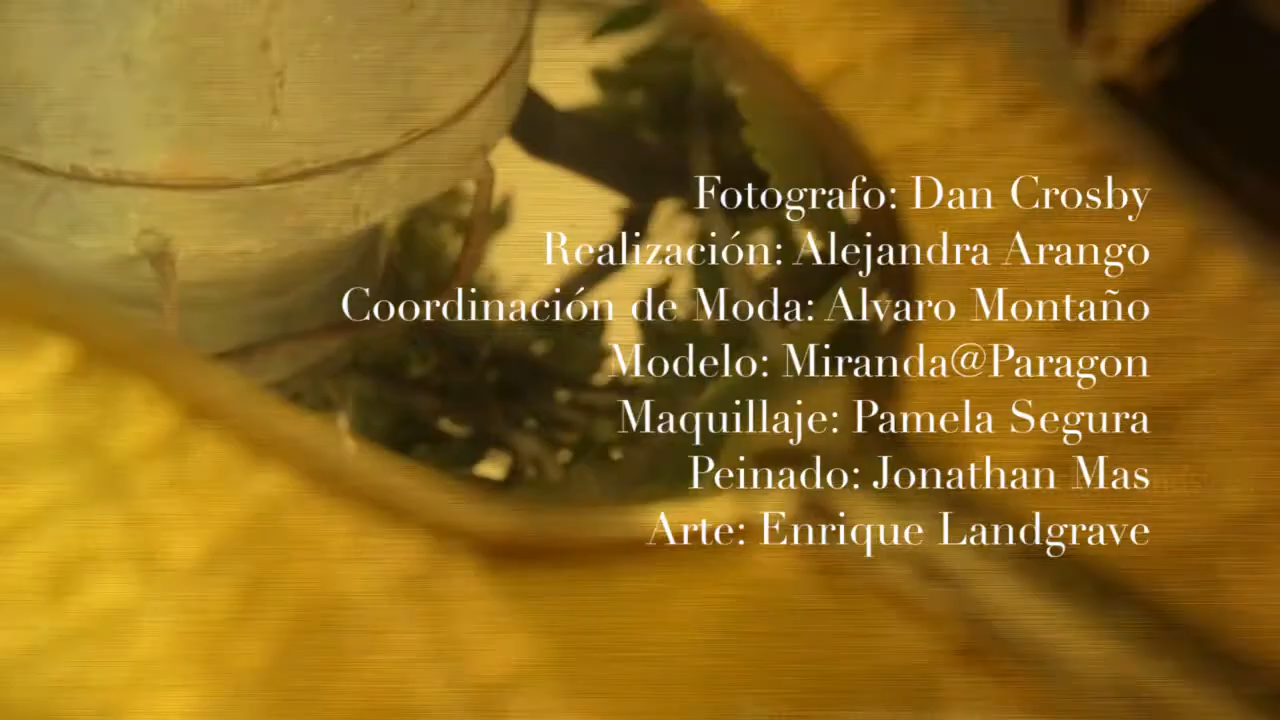 Fotografo: Dan Crosby
Realización: Alejandra Arango
Coordinación de Moda: Alvaro Montaño
Modelo: Miranda@Paragon
Maquillaje: Pamela Segura
Peinado: Jonathan Mas
Arte: Enrique Landgrave